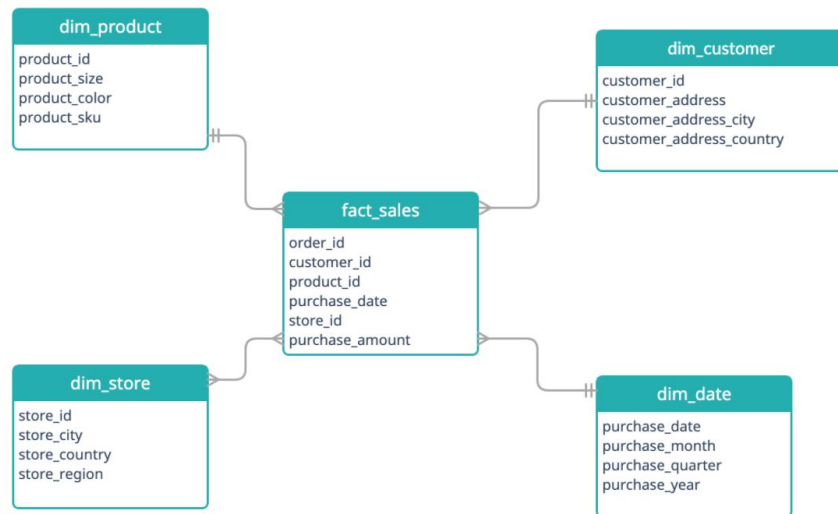 dim_product
product_id
product_size
product_color
product_sku
dim_customer
customer_id
customer_address
customer_address_city
customer_address_country
fact_sales
order_id
customer_id
product_id
purchase_date
store_id
purchase_amount
dim_store
store_id
store_city
store_country
store_region
dim_date
purchase_date
purchase_month
purchase_quarter
purchase_year